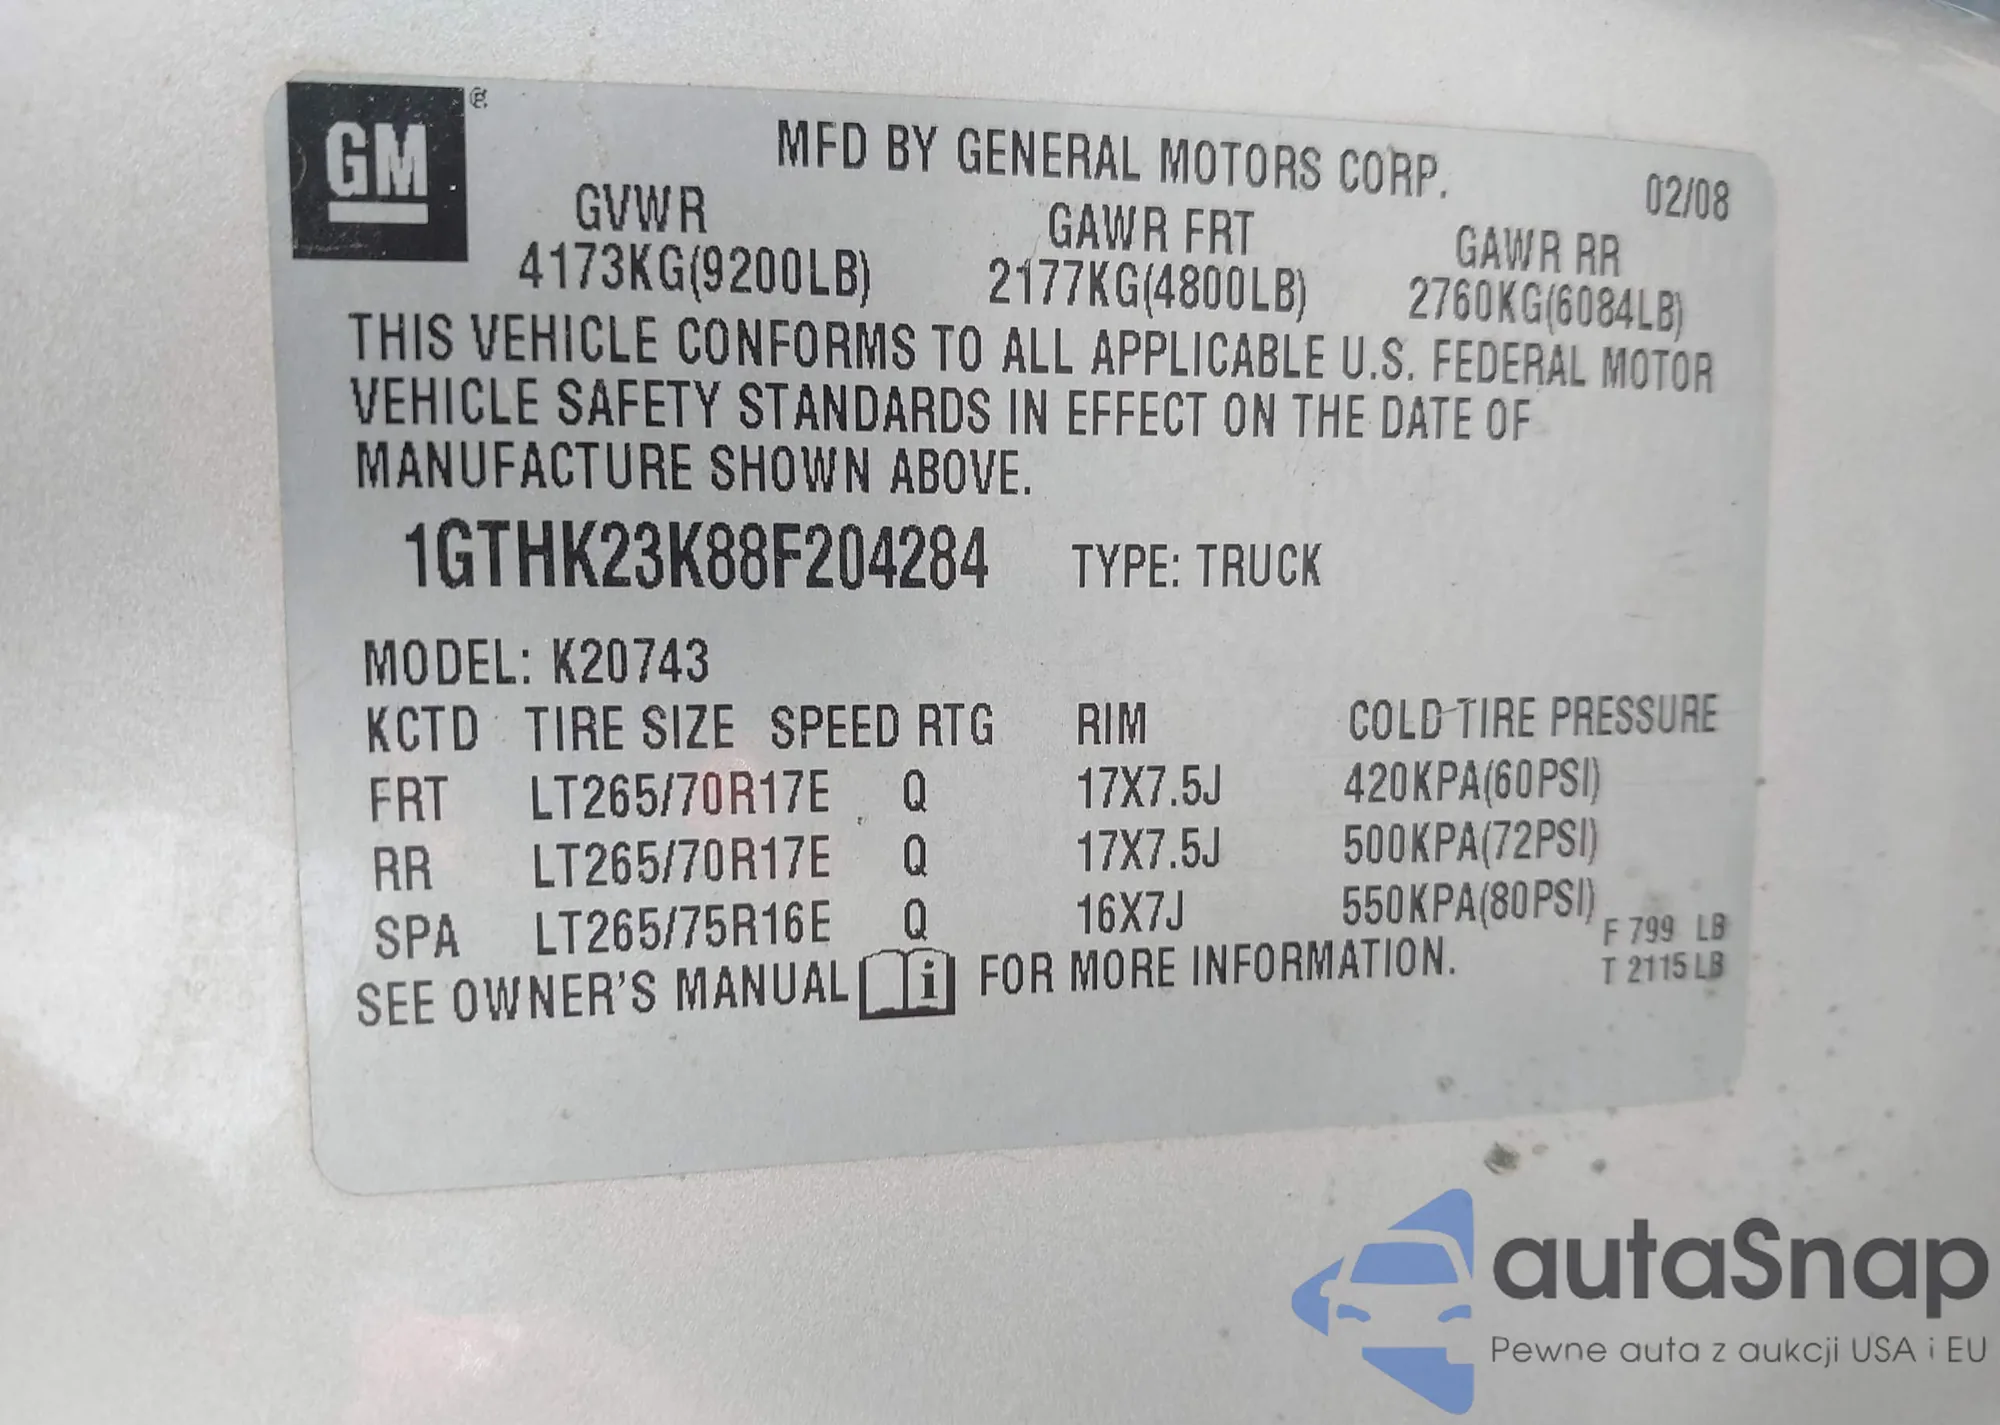 GM ®
MFD BY GENERAL MOTORS CORP.
02/08
GVWR GAWR FRT GAWR RR
4173KG(9200LB) 2177KG(4800LB) 2760KG(6084LB)
THIS VEHICLE CONFORMS TO ALL APPLICABLE U.S. FEDERAL MOTOR
VEHICLE SAFETY STANDARDS IN EFFECT ON THE DATE OF
MANUFACTURE SHOWN ABOVE.
1GTHK23K88F204284 TYPE: TRUCK
MODEL: K20743
KCTD TIRE SIZE SPEED RTG RIM COLD TIRE PRESSURE
FRT LT265/70R17E Q 17X7.5J 420KPA(60PSI)
RR LT265/70R17E Q 17X7.5J 500KPA(72PSI)
SPA LT265/75R16E Q 16X7J 550KPA(80PSI)
F 799 LB
T 2115 LB
SEE OWNER'S MANUAL i FOR MORE INFORMATION.
autaSnap
Pewne auta z aukcji USA i EU